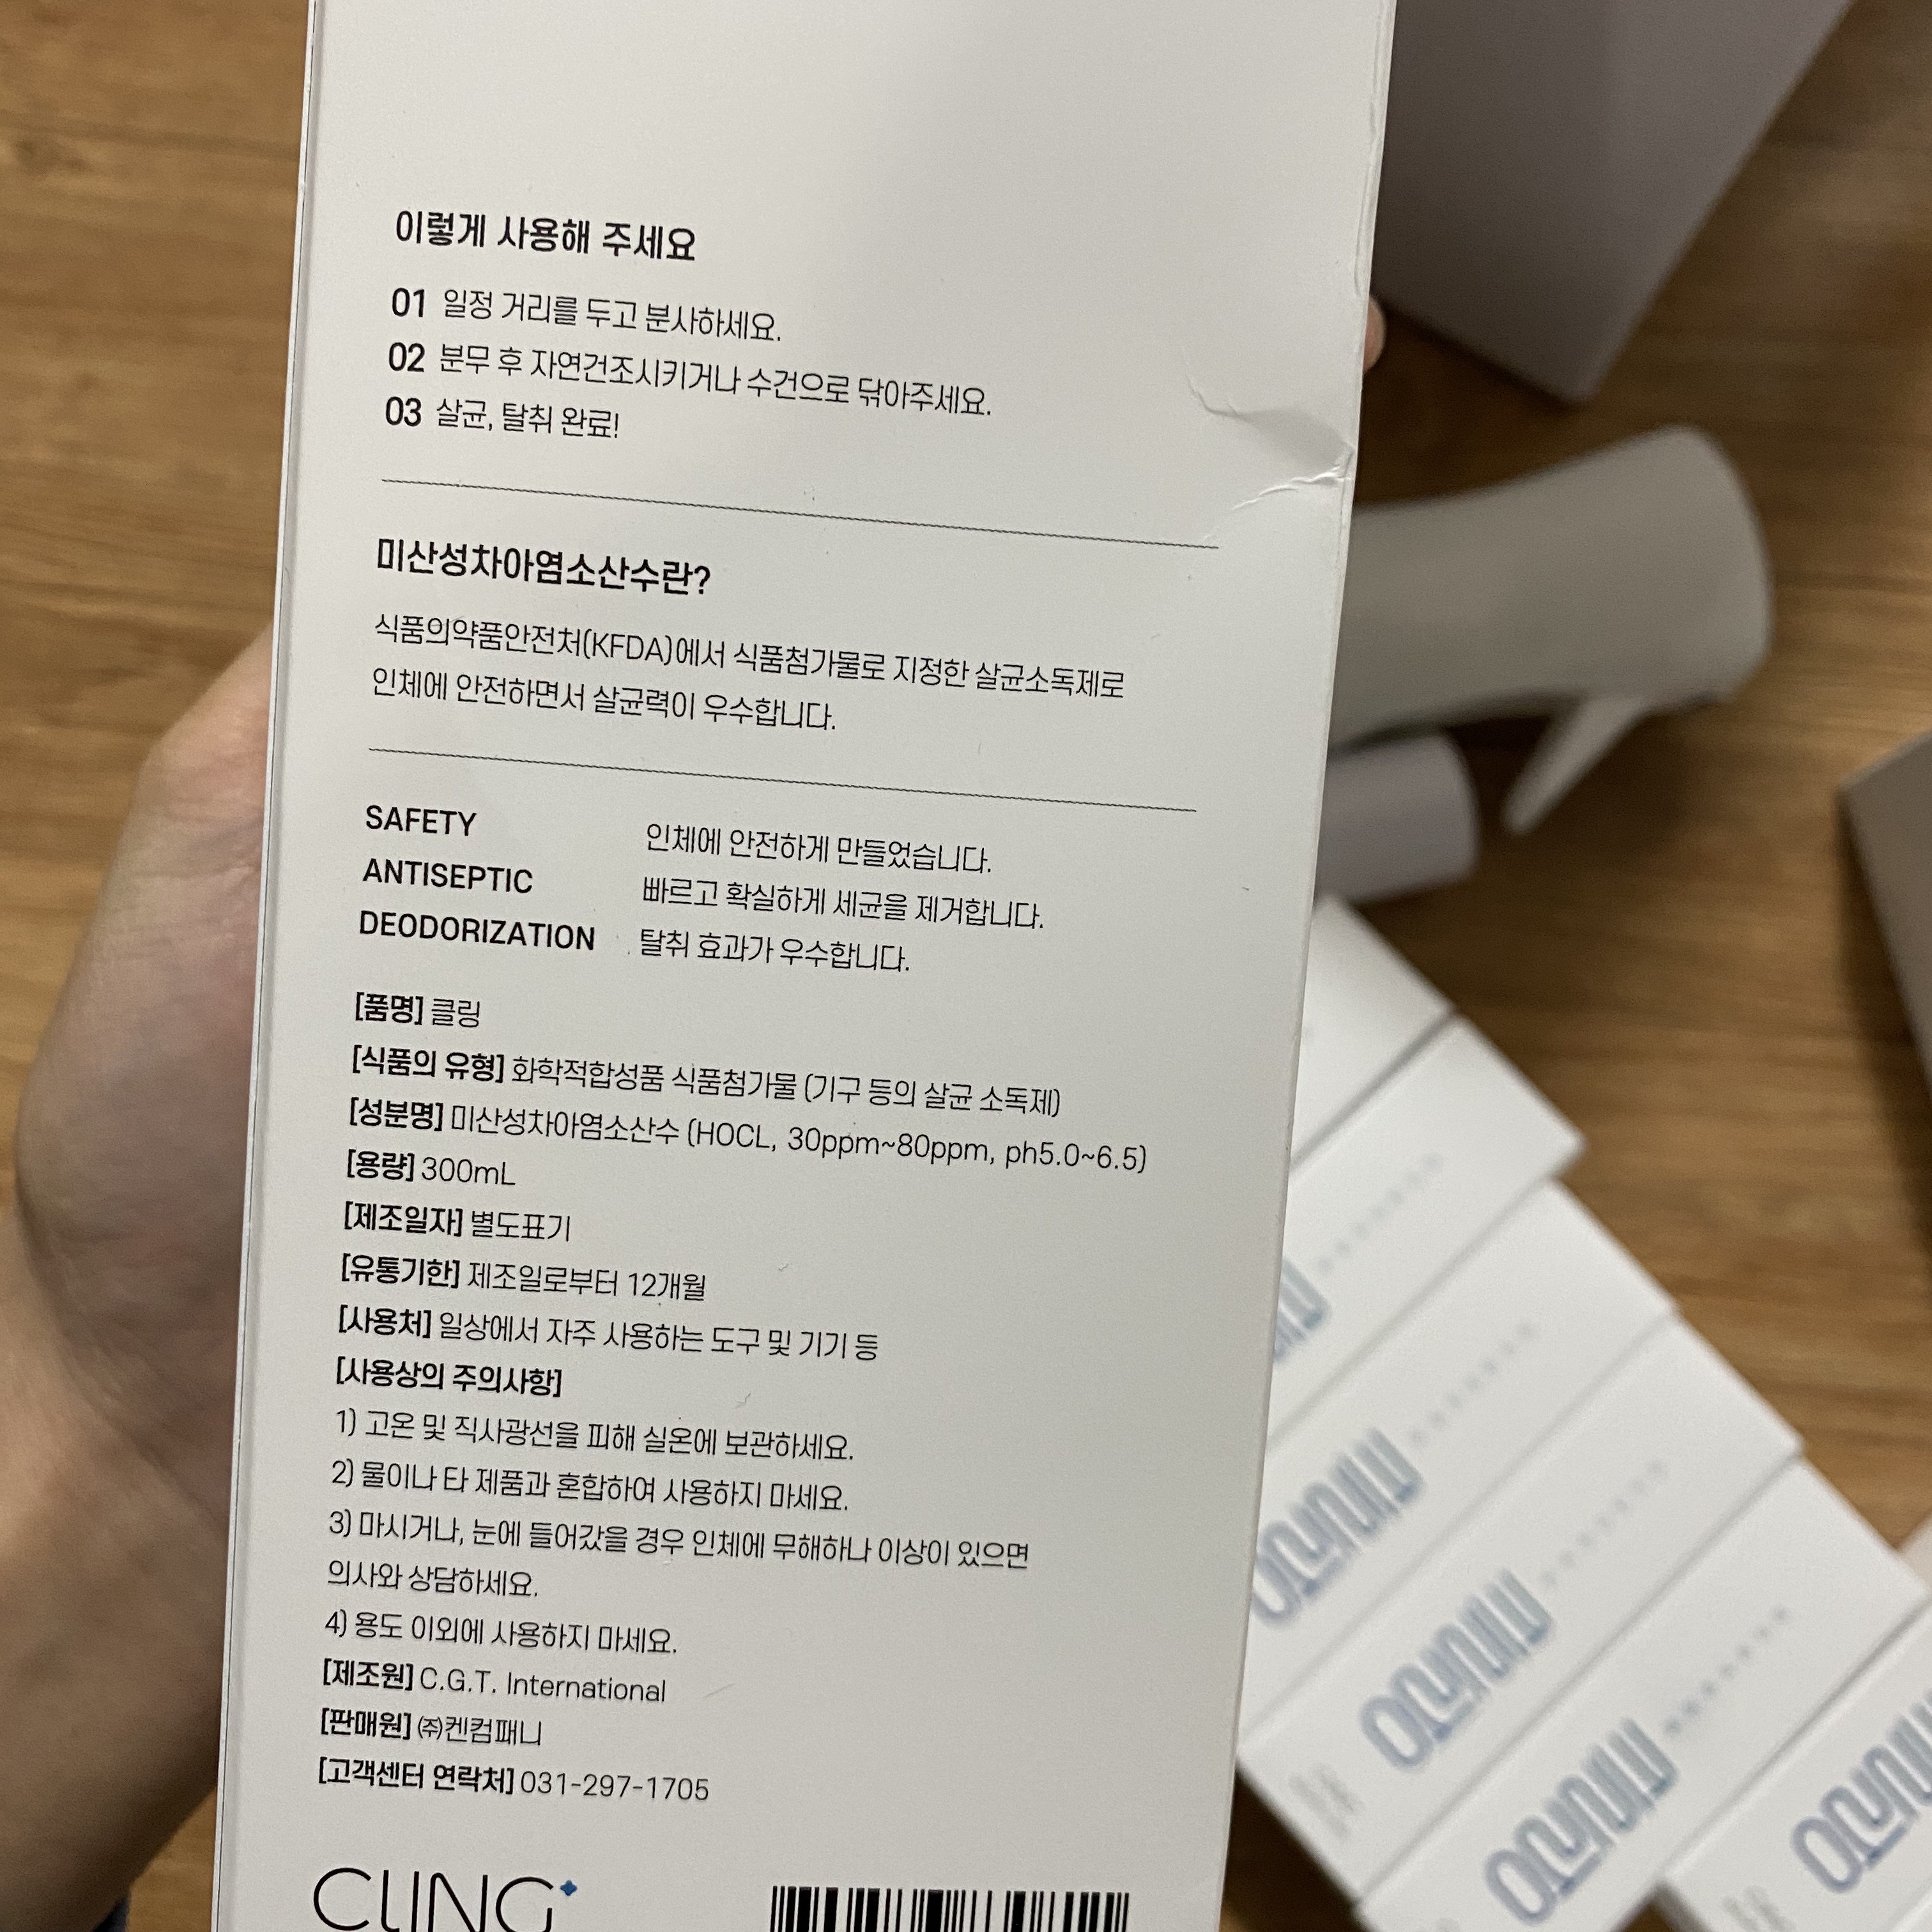 이렇게 사용해 주세요
01 일정 거리를 두고 분사하세요.
02 분무 후 자연건조시키거나 수건으로 닦아주세요.
03 살균, 탈취 완료!
미산성차아염소산수란?
식품의약품안전처(KFDA)에서 식품첨가물로 지정한 살균소독제로
인체에 안전하면서 살균력이 우수합니다.
SAFETY 인체에 안전하게 만들었습니다.
ANTISEPTIC 빠르고 확실하게 세균을 제거합니다.
DEODORIZATION 탈취 효과가 우수합니다.
[품명] 클링
[식품의 유형] 화학적합성품 식품첨가물 (기구 등의 살균 소독제)
[성분명] 미산성차아염소산수 (HOCL, 30ppm~80ppm, ph5.0~6.5)
[용량] 300mL
[제조일자] 별도표기
[유통기한] 제조일로부터 12개월
[사용처] 일상에서 자주 사용하는 도구 및 기기 등
[사용상의 주의사항]
1) 고온 및 직사광선을 피해 실온에 보관하세요.
2) 물이나 타 제품과 혼합하여 사용하지 마세요.
3) 마시거나, 눈에 들어갔을 경우 인체에 무해하나 이상이 있으면
의사와 상담하세요.
4) 용도 이외에 사용하지 마세요.
[제조원] C.G.T. International
[판매원] ㈜켄컴패니
[고객센터 연락처] 031-297-1705
CLING